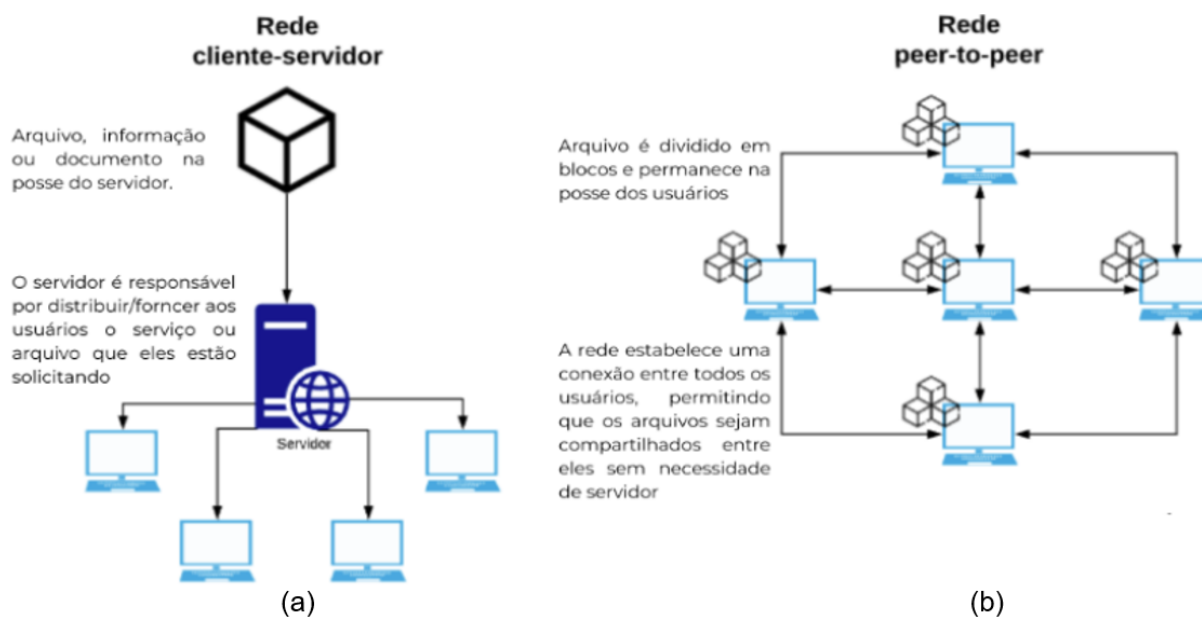 Rede
cliente-servidor
Arquivo, informação
ou documento na
posse do servidor.
O servidor é responsável
por distribuir/forncer aos
usuários o serviço ou
arquivo que eles estão
solicitando
Servidor
(a)
Rede
peer-to-peer
Arquivo é dividido em
blocos e permanece na
posse dos usuários
A rede estabelece uma
conexão entre todos os
usuários, permitindo
que os arquivos sejam
compartilhados entre
eles sem necessidade
de servidor
(b)